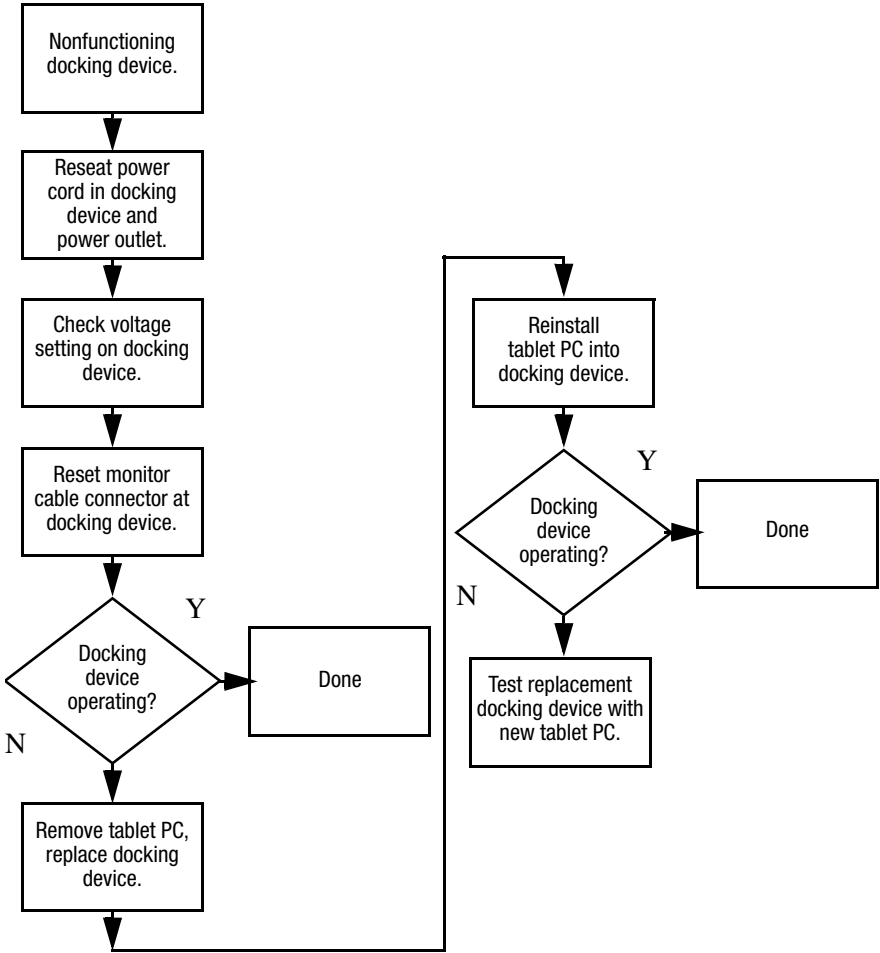 Nonfunctioning
docking device.
Reseat power
cord in docking
device and
power outlet.
Check voltage
setting on docking
device.
Reset monitor
cable connector at
docking device.
Docking
device
operating?
Y
Done
N
Remove tablet PC,
replace docking
device.
Reinstall
tablet PC into
docking device.
Docking
device
operating?
Y
Done
N
Test replacement
docking device with
new tablet PC.